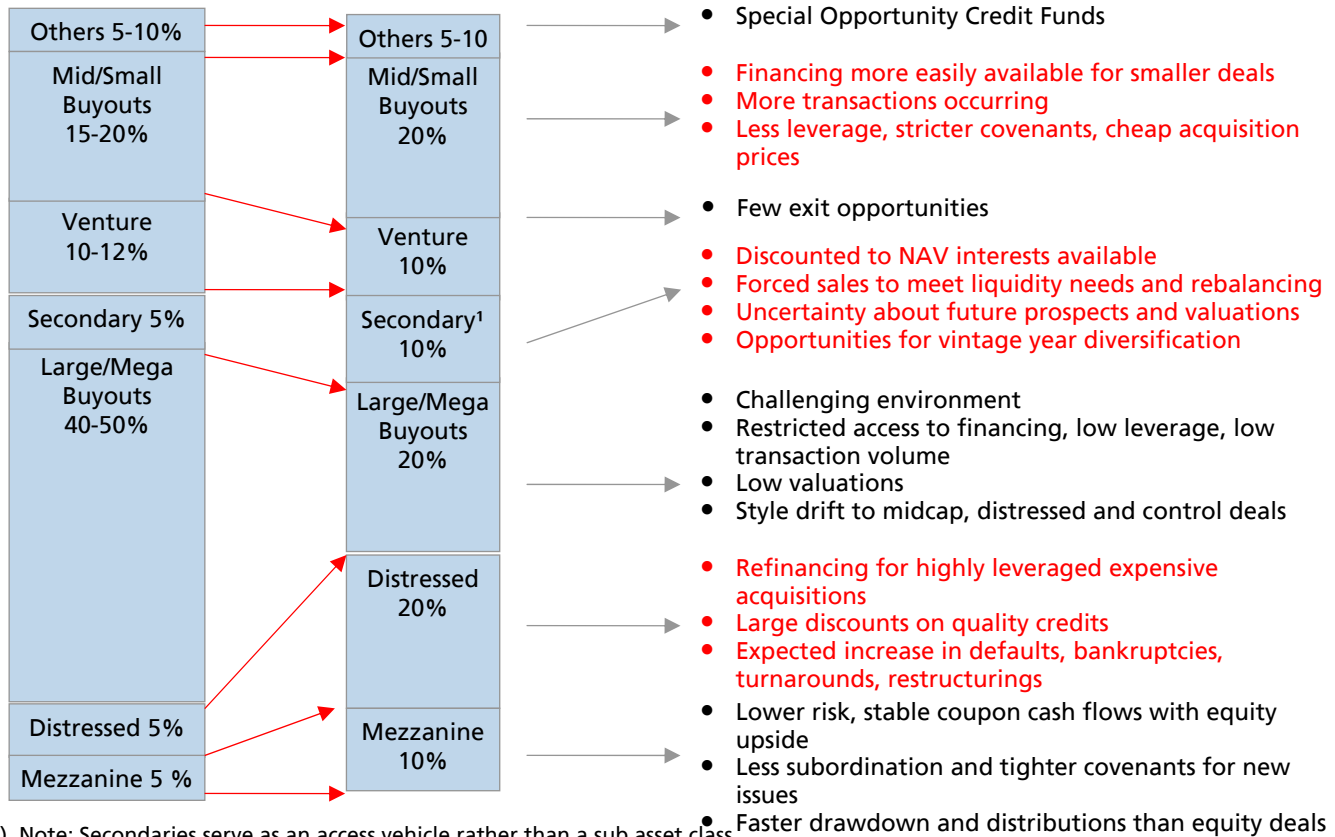 Others 5-10%
Mid/Small
Buyouts
15-20%
Venture
10-12%
Secondary 5%
Large/Mega
Buyouts
40-50%
Distressed 5%
Mezzanine 5 %
Others 5-10
Mid/Small
Buyouts
20%
Venture
10%
Secondary¹
10%
Large/Mega
Buyouts
20%
Distressed
20%
Mezzanine
10%
• Special Opportunity Credit Funds
• Financing more easily available for smaller deals
• More transactions occurring
• Less leverage, stricter covenants, cheap acquisition
prices
• Few exit opportunities
• Discounted to NAV interests available
• Forced sales to meet liquidity needs and rebalancing
• Uncertainty about future prospects and valuations
• Opportunities for vintage year diversification
• Challenging environment
• Restricted access to financing, low leverage, low
transaction volume
• Low valuations
• Style drift to midcap, distressed and control deals
• Refinancing for highly leveraged expensive
acquisitions
• Large discounts on quality credits
• Expected increase in defaults, bankruptcies,
turnarounds, restructurings
• Lower risk, stable coupon cash flows with equity
upside
• Less subordination and tighter covenants for new
issues
• Faster drawdown and distributions than equity deals
) Note: Secondaries serve as an access vehicle rather than a sub asset class